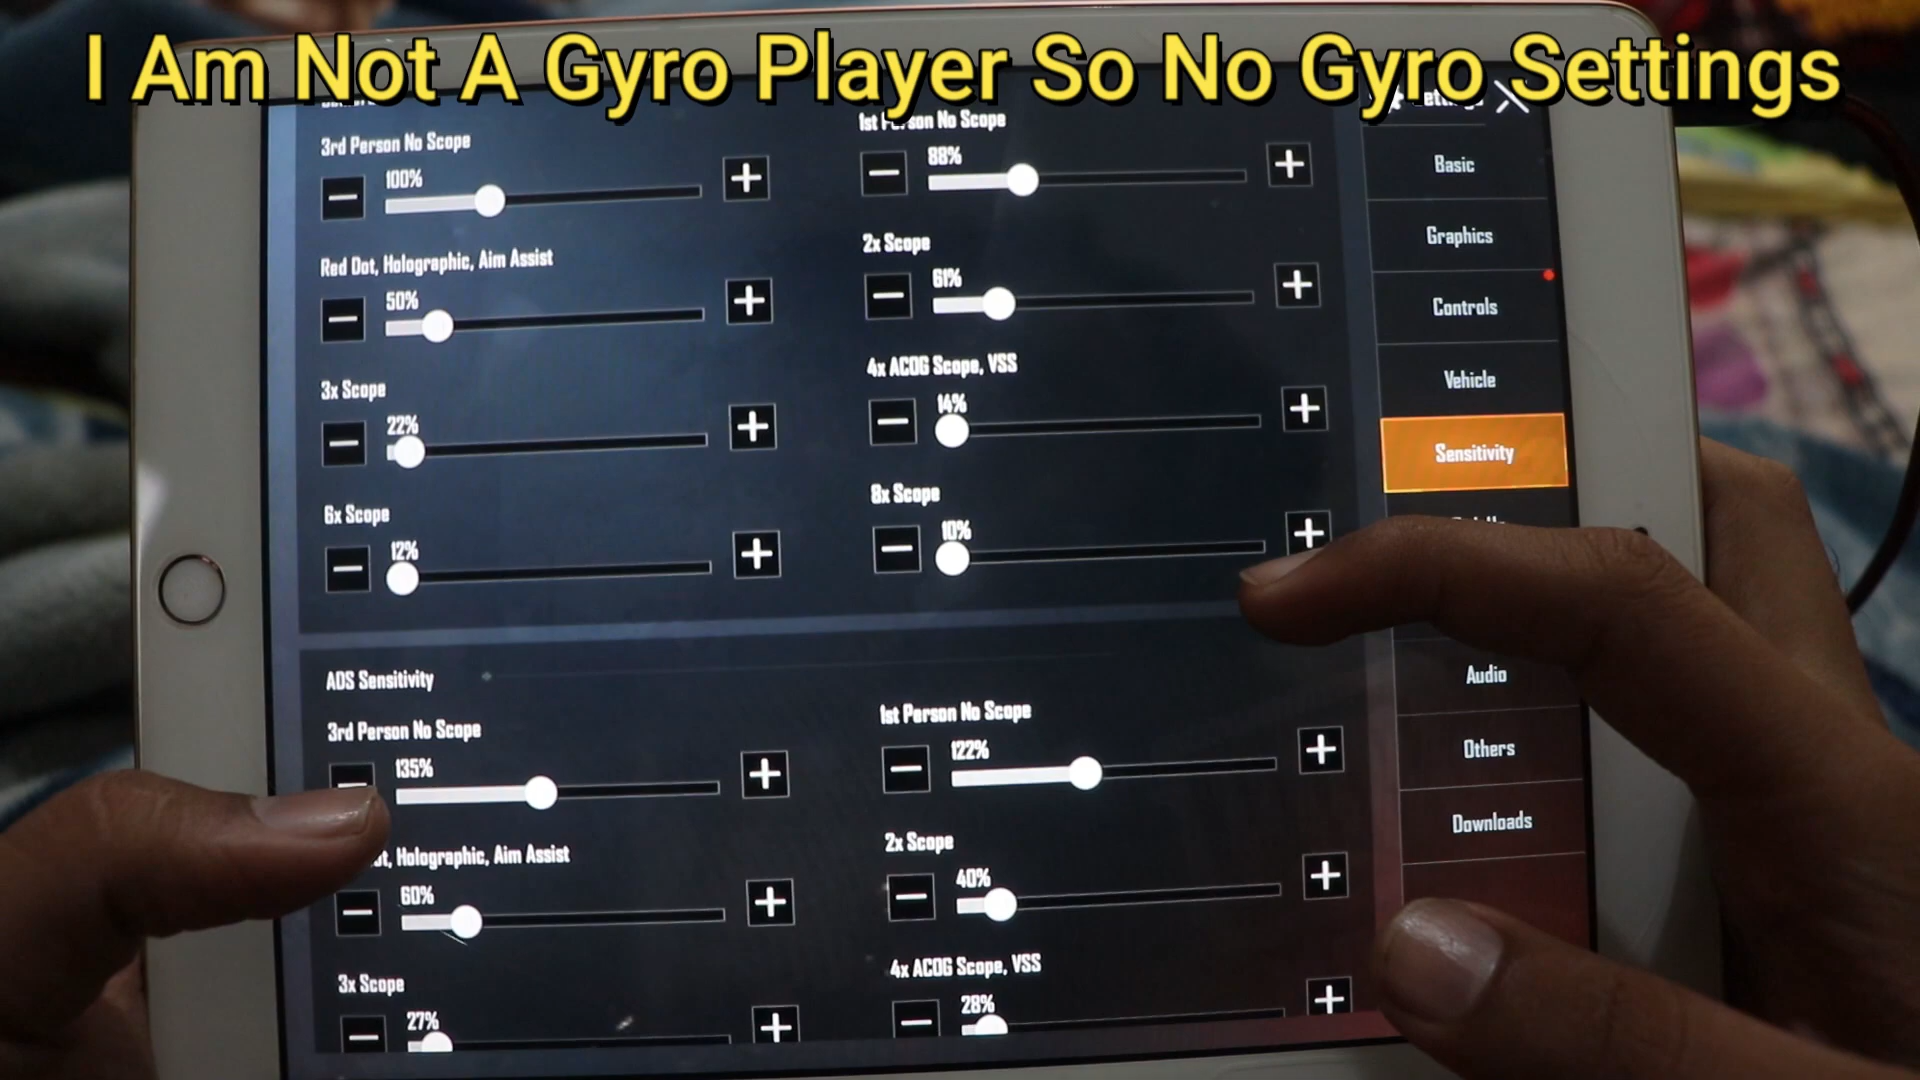 I Am Not A Gyro Player So No Gyro Settings
3rd Person No Scope
100%
1st Person No Scope
88%
Red Dot, Holographic, Aim Assist
50%
2x Scope
61%
3x Scope
22%
4x ACOG Scope, VSS
14%
6x Scope
12%
8x Scope
10%
ADS Sensitivity
3rd Person No Scope
135%
1st Person No Scope
122%
Holographic, Aim Assist
60%
2x Scope
40%
3x Scope
27%
4x ACOG Scope, VSS
28%
Settings
Basic
Graphics
Controls
Vehicle
Sensitivity
Audio
Others
Downloads